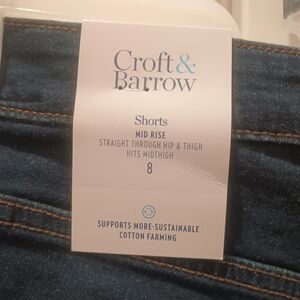 Croft &
Barrow
Shorts
MID RISE
STRAIGHT THROUGH HIP & THIGH
HITS MIDTHIGH
8
SUPPORTS MORE-SUSTAINABLE
COTTON FARMING